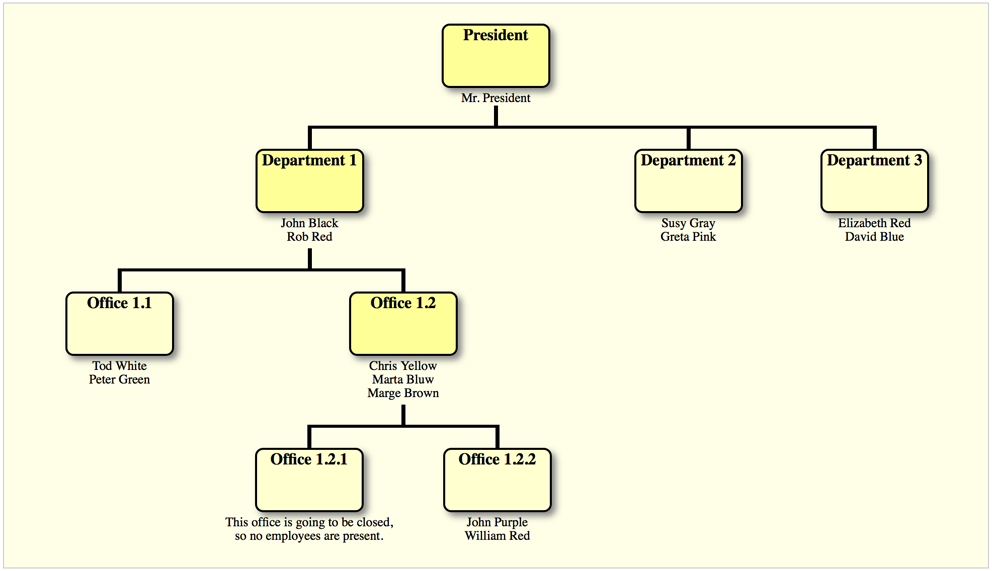 President
Mr. President
Department 1
Department 2
Department 3
John Black
Rob Red
Susy Gray
Greta Pink
Elizabeth Red
David Blue
Office 1.1
Office 1.2
Tod White
Peter Green
Chris Yellow
Marta Bluw
Marge Brown
Office 1.2.1
Office 1.2.2
This office is going to be closed,
so no employees are present.
John Purple
William Red